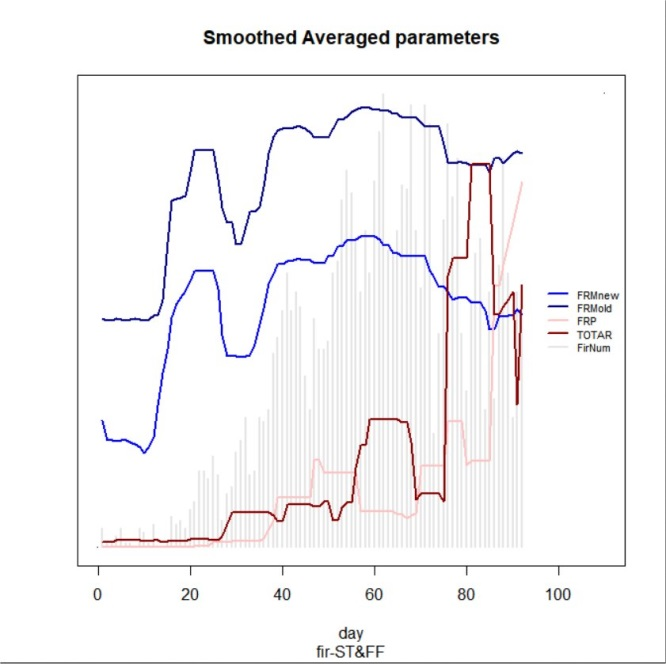 Smoothed Averaged parameters
FRMnew
FRMold
FRP
TOTAR
FirNum
0 20 40 60 80 100
day
fir-ST&FF